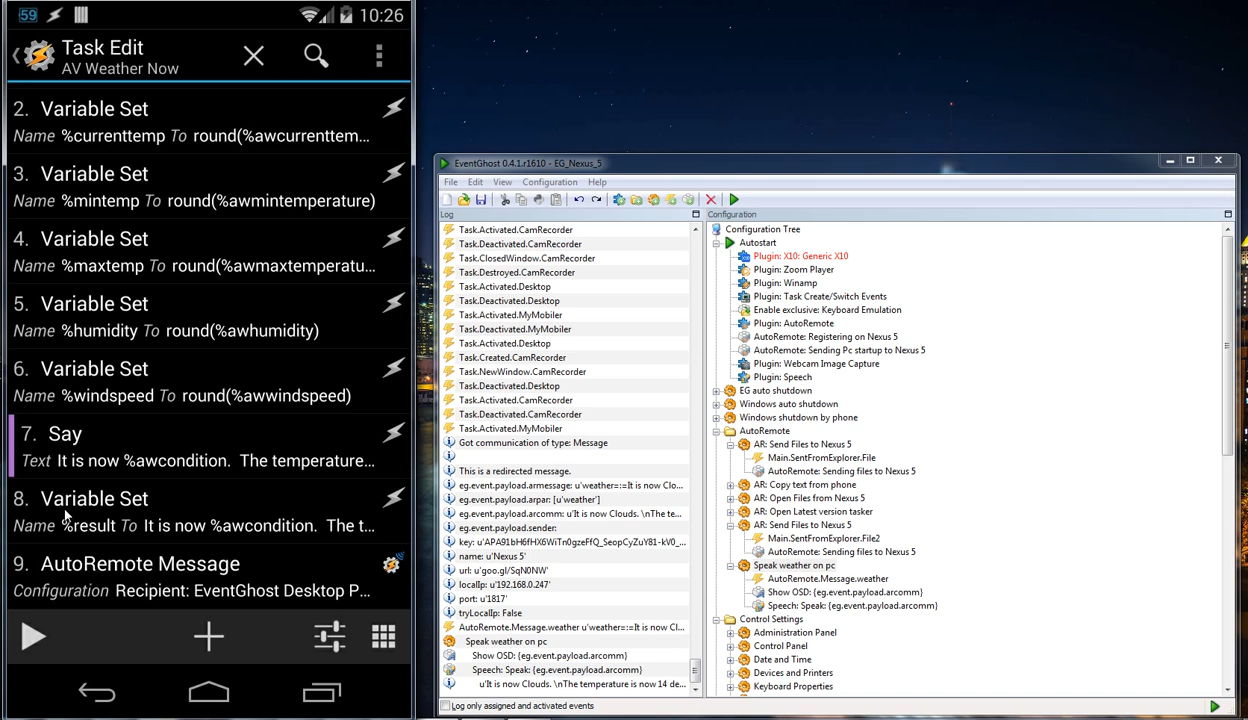 59
10:26
Task Edit
AV Weather Now
2. Variable Set
Name %currenttemp To round(%awcurrenttem...
3. Variable Set
Name %mintemp To round(%awmintemperature)
4. Variable Set
Name %maxtemp To round(%awmaxtemperatu...
5. Variable Set
Name %humidity To round(%awhumidity)
6. Variable Set
Name %windspeed To round(%awwindspeed)
7. Say
Text It is now %awcondition. The temperature...
8. Variable Set
Name %result To It is now %awcondition. The t...
9. AutoRemote Message
Configuration Recipient: EventGhost Desktop P...
EventGhost 0.4.1.r1610 - EG_Nexus_5
File Edit View Configuration Help
Log
Task.Activated.CamRecorder
Task.Deactivated.CamRecorder
Task.ClosedWindow.CamRecorder
Task.Destroyed.CamRecorder
Task.Activated.Desktop
Task.Deactivated.Desktop
Task.Activated.MyMobiler
Task.Deactivated.MyMobiler
Task.Activated.Desktop
Task.Created.CamRecorder
Task.NewWindow.CamRecorder
Task.Deactivated.Desktop
Task.Activated.CamRecorder
Task.Deactivated.CamRecorder
Task.Activated.MyMobiler
Got communication of type: Message
This is a redirected message.
eg.event.payload.armessage: u'weather=:=It is now Clo...
eg.event.payload.arpar: [u'weather']
eg.event.payload.arcomm: u'It is now Clouds. \nThe te...
eg.event.payload.sender:
key: u'APA91bH6fHX6WiTn0gzeFfQ_SeopCyZuY81-kV0_...
name: u'Nexus 5'
url: u'goo.gl/SqN0NW'
localIp: u'192.168.0.247'
port: u'1817'
tryLocalIp: False
AutoRemote.Message.weather u'weather=:=It is now Cl...
Speak weather on pc
Show OSD: {eg.event.payload.arcomm}
Speech: Speak: {eg.event.payload.arcomm}
u'It is now Clouds. \nThe temperature is now 14 de...
Log only assigned and activated events
Configuration
Configuration Tree
Autostart
Plugin: X10: Generic X10
Plugin: Zoom Player
Plugin: Winamp
Plugin: Task Create/Switch Events
Enable exclusive: Keyboard Emulation
Plugin: AutoRemote
AutoRemote: Registering on Nexus 5
AutoRemote: Sending Pc startup to Nexus 5
Plugin: Webcam Image Capture
Plugin: Speech
EG auto shutdown
Windows auto shutdown
Windows shutdown by phone
AutoRemote
AR: Send Files to Nexus 5
Main.SentFromExplorer.File
AutoRemote: Sending files to Nexus 5
AR: Copy text from phone
AR: Open Files from Nexus 5
AR: Open Latest version tasker
AR: Send Files to Nexus 5
Main.SentFromExplorer.File2
AutoRemote: Sending files to Nexus 5
Speak weather on pc
AutoRemote.Message.weather
Show OSD: {eg.event.payload.arcomm}
Speech: Speak: {eg.event.payload.arcomm}
Control Settings
Administration Panel
Control Panel
Date and Time
Devices and Printers
Keyboard Properties